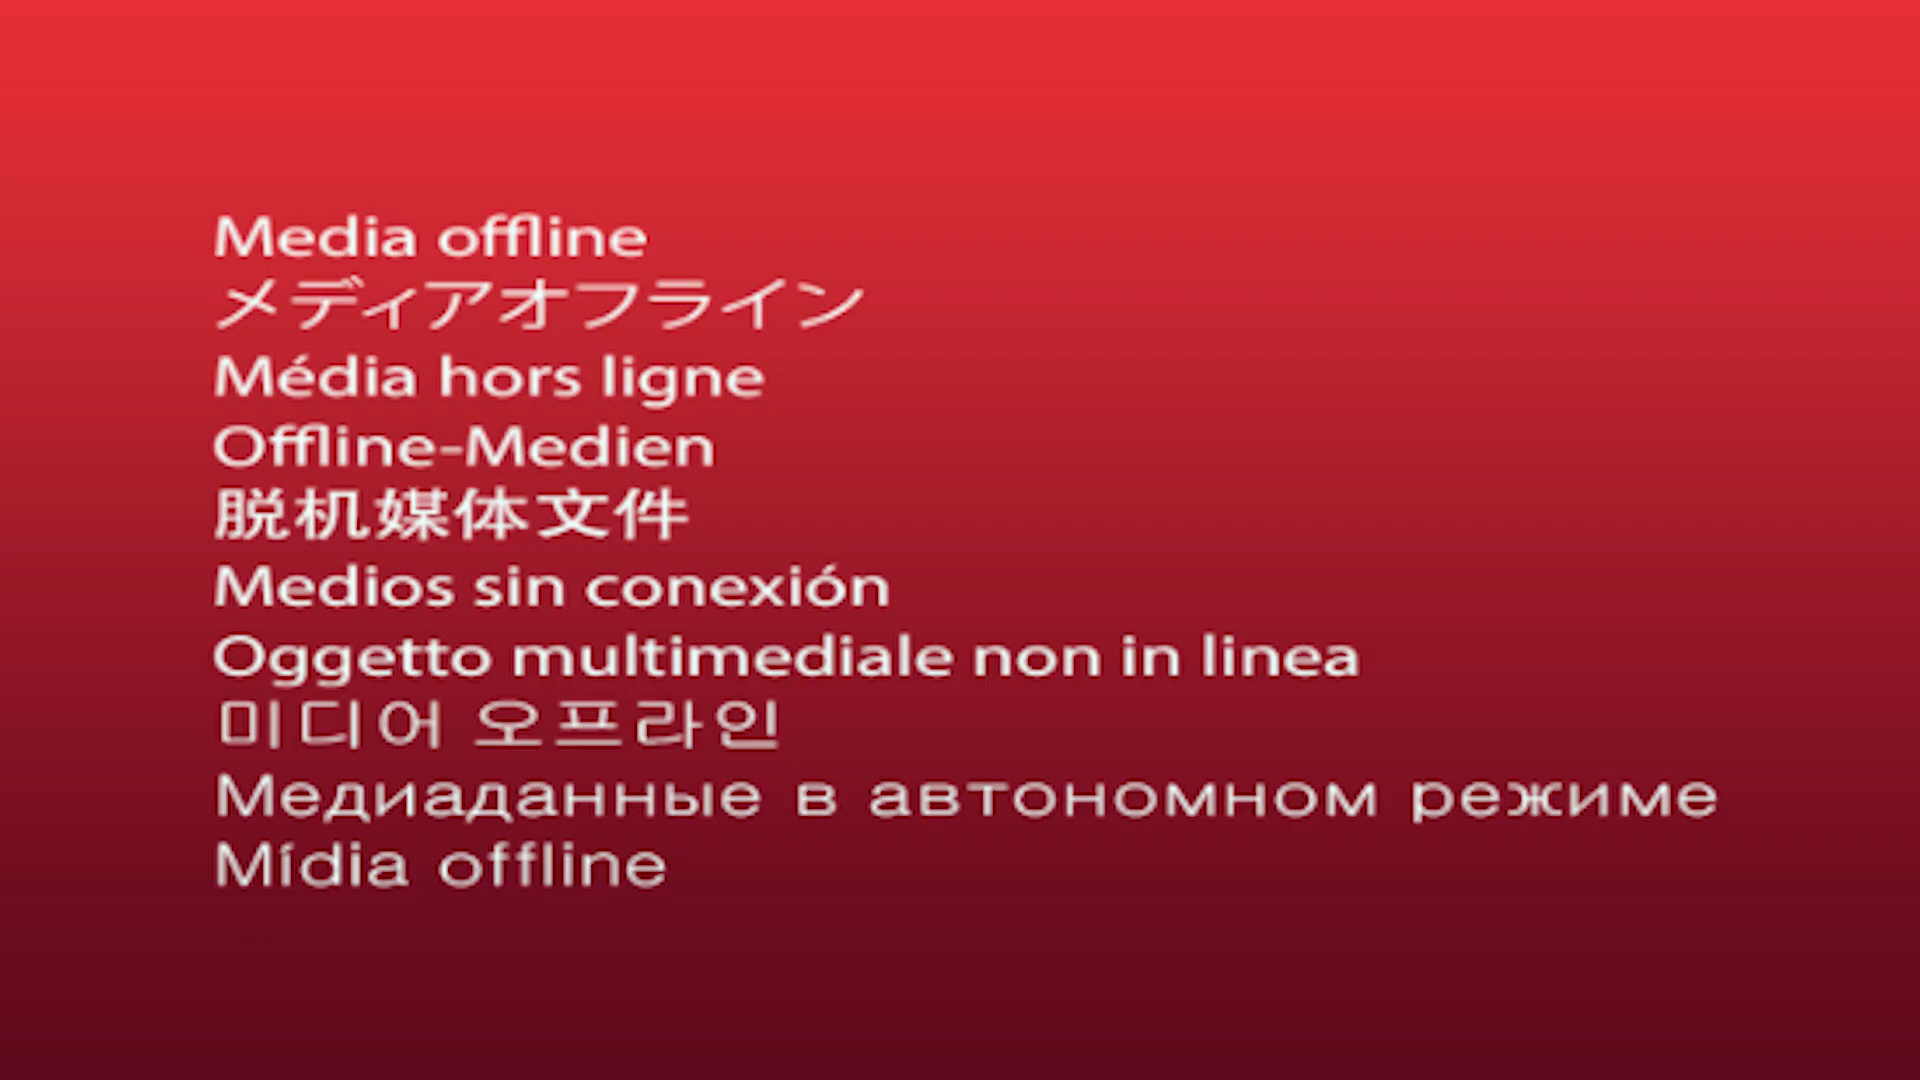 Media offline
メディアオフライン
Média hors ligne
Offline-Medien
脱机媒体文件
Medios sin conexión
Oggetto multimediale non in linea
미디어 오프라인
Медиаданные в автономном режиме
Mídia offline